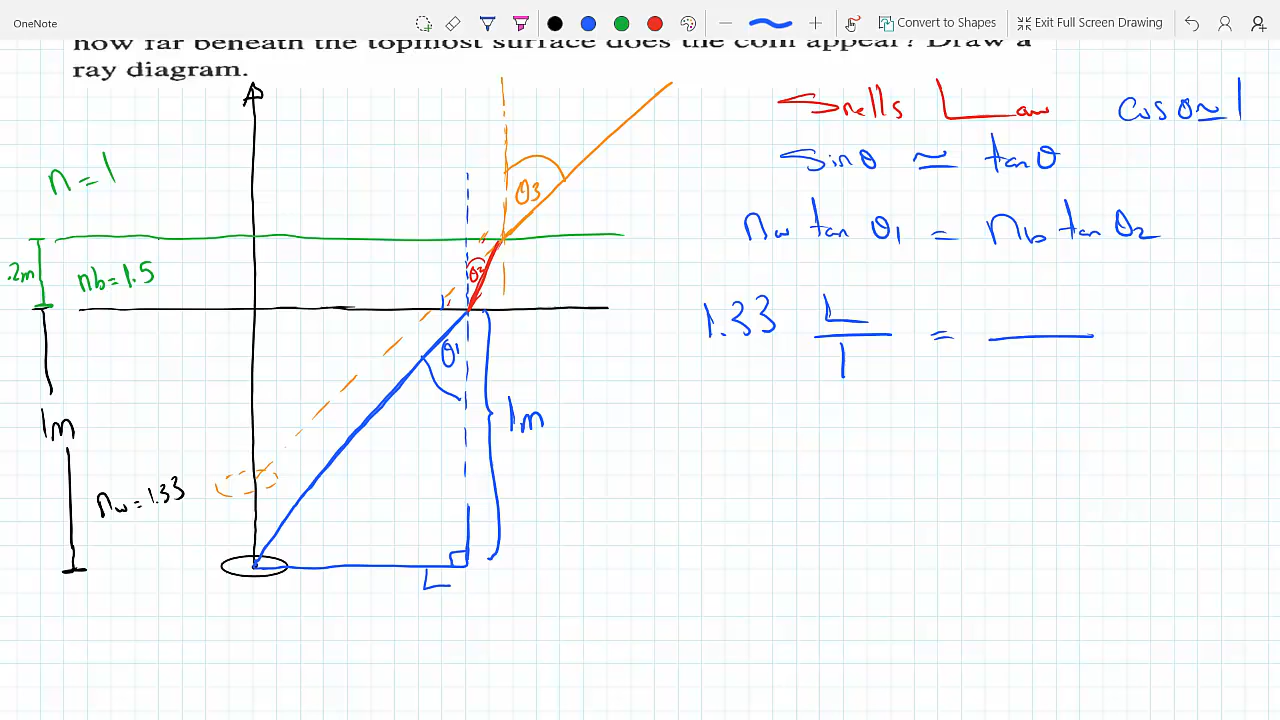 OneNote
Convert to Shapes
Exit Full Screen Drawing
how far beneath the topmost surface does the coin appear? Draw a
ray diagram.
Snells Law
cos θ ≃ 1
sinθ ≃ tanθ
n = 1
θ3
nw tan θ1 = nb tan θ2
.2m
nb = 1.5
θ2
1.33 L/1 =
θ1
1m
1m
nw = 1.33
L